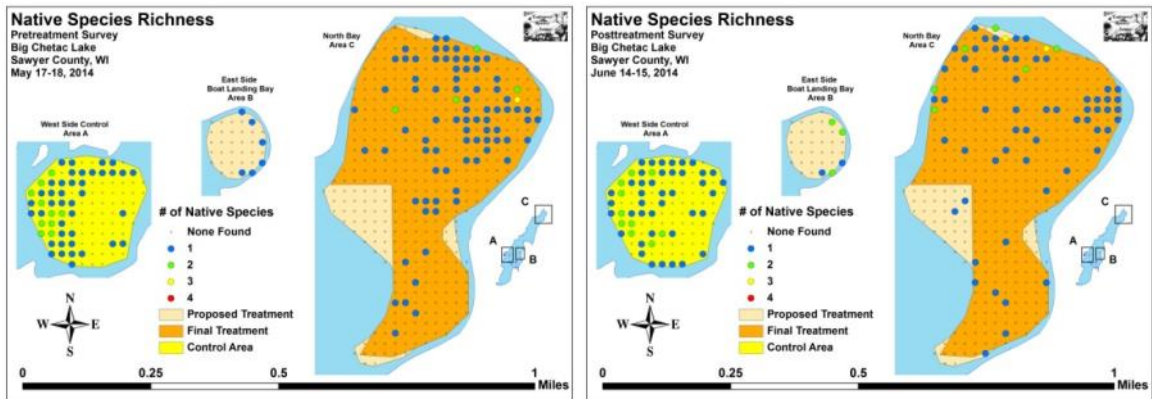 Native Species Richness
Pretreatment Survey
Big Chetac Lake
Sawyer County, WI
May 17-18, 2014
North Bay
Area C
East Side
Boat Landing Bay
Area B
West Side Control
Area A
# of Native Species
None Found
1
2
3
4
Proposed Treatment
Final Treatment
Control Area
N
W E
S
C
A
B
0 0.25 0.5 1
Miles
Native Species Richness
Posttreatment Survey
Big Chetac Lake
Sawyer County, WI
June 14-15, 2014
North Bay
Area C
East Side
Boat Landing Bay
Area B
West Side Control
Area A
# of Native Species
None Found
1
2
3
4
Proposed Treatment
Final Treatment
Control Area
N
W E
S
C
A
B
0 0.25 0.5 1
Miles